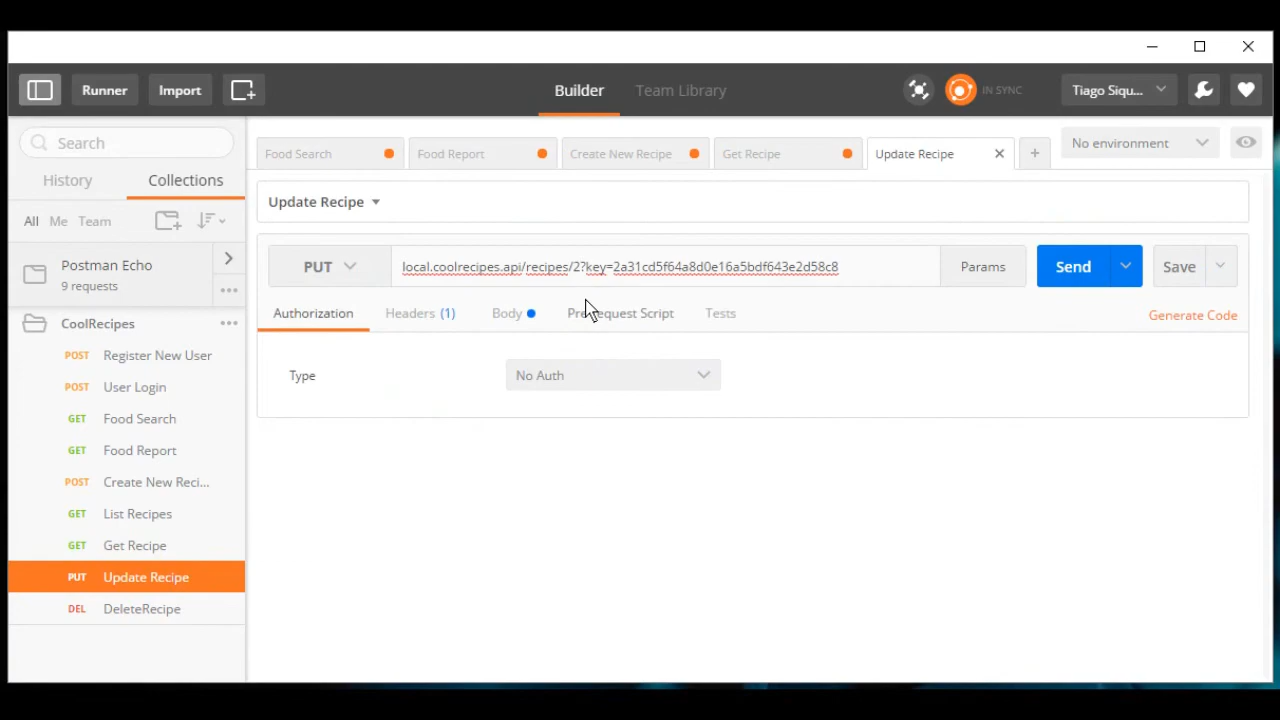 Runner Import Builder Team Library IN SYNC Tiago Siqu...
Search
History Collections
All Me Team
Postman Echo
9 requests
CoolRecipes
POST Register New User
POST User Login
GET Food Search
GET Food Report
POST Create New Reci...
GET List Recipes
GET Get Recipe
PUT Update Recipe
DEL DeleteRecipe
Food Search Food Report Create New Recipe Get Recipe Update Recipe + No environment
Update Recipe
PUT local.coolrecipes.api/recipes/2?key=2a31cd5f64a8d0e16a5bdf643e2d58c8 Params Send Save
Authorization Headers (1) Body Pre-request Script Tests Generate Code
Type No Auth